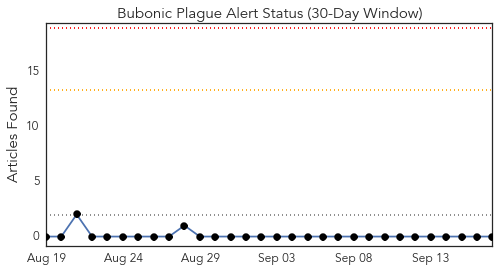 Bubonic Plague Alert Status (30-Day Window)
Articles Found
15
10
5
0
Aug 19 Aug 24 Aug 29 Sep 03 Sep 08 Sep 13